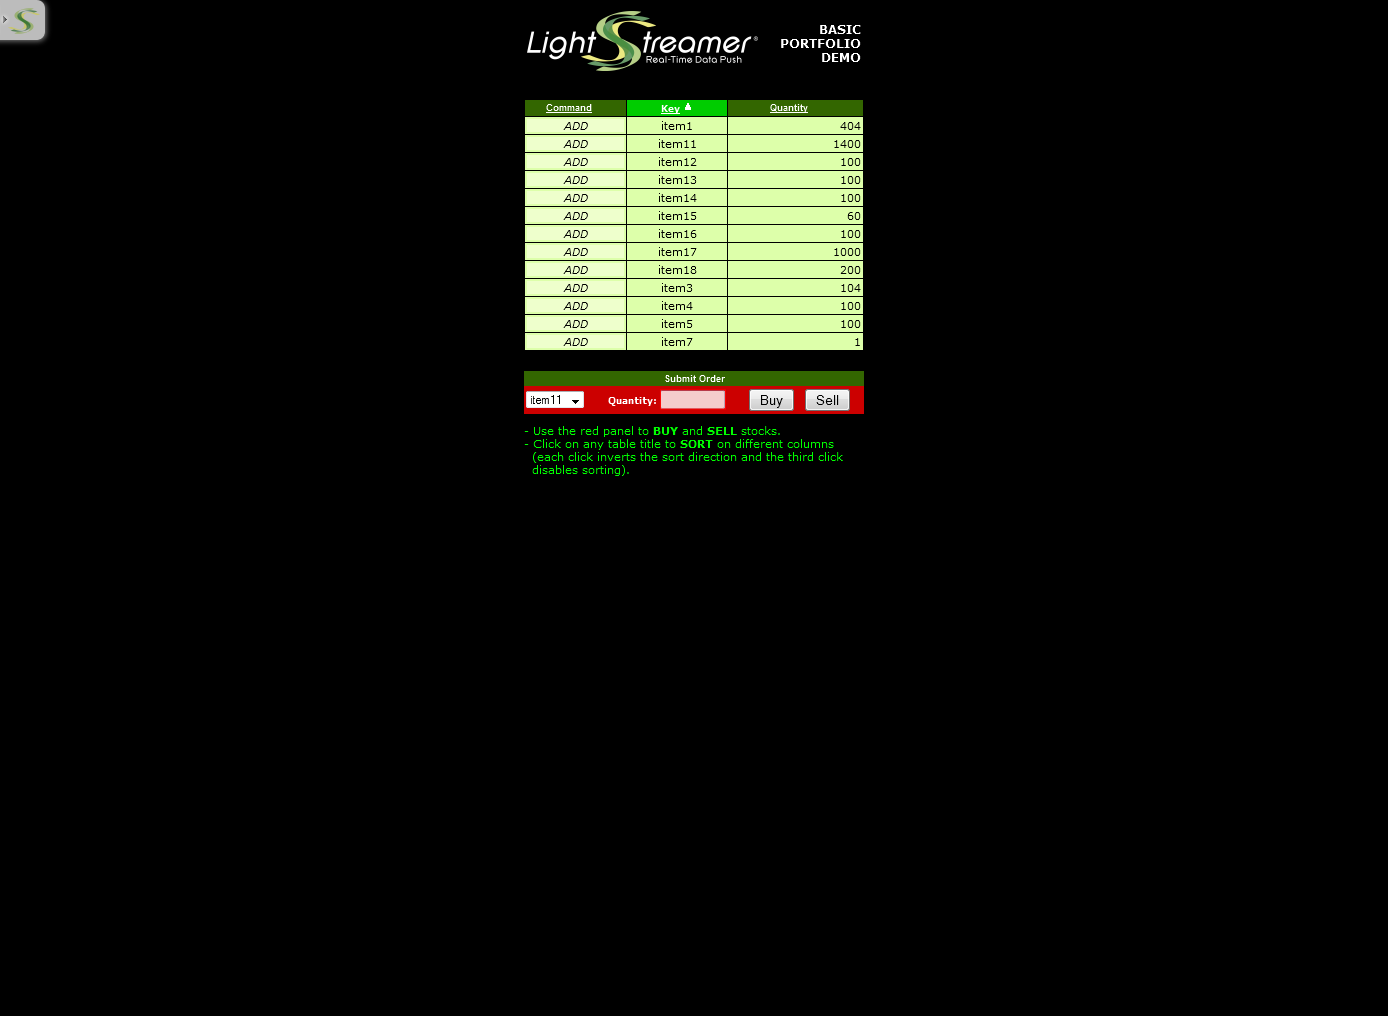 LightStreamer®
Real-Time Data Push
BASIC
PORTFOLIO
DEMO
Command Key Quantity
ADD item1 404
ADD item11 1400
ADD item12 100
ADD item13 100
ADD item14 100
ADD item15 60
ADD item16 100
ADD item17 1000
ADD item18 200
ADD item3 104
ADD item4 100
ADD item5 100
ADD item7 1
Submit Order
item11 Quantity: Buy Sell
- Use the red panel to BUY and SELL stocks.
- Click on any table title to SORT on different columns
(each click inverts the sort direction and the third click
disables sorting).